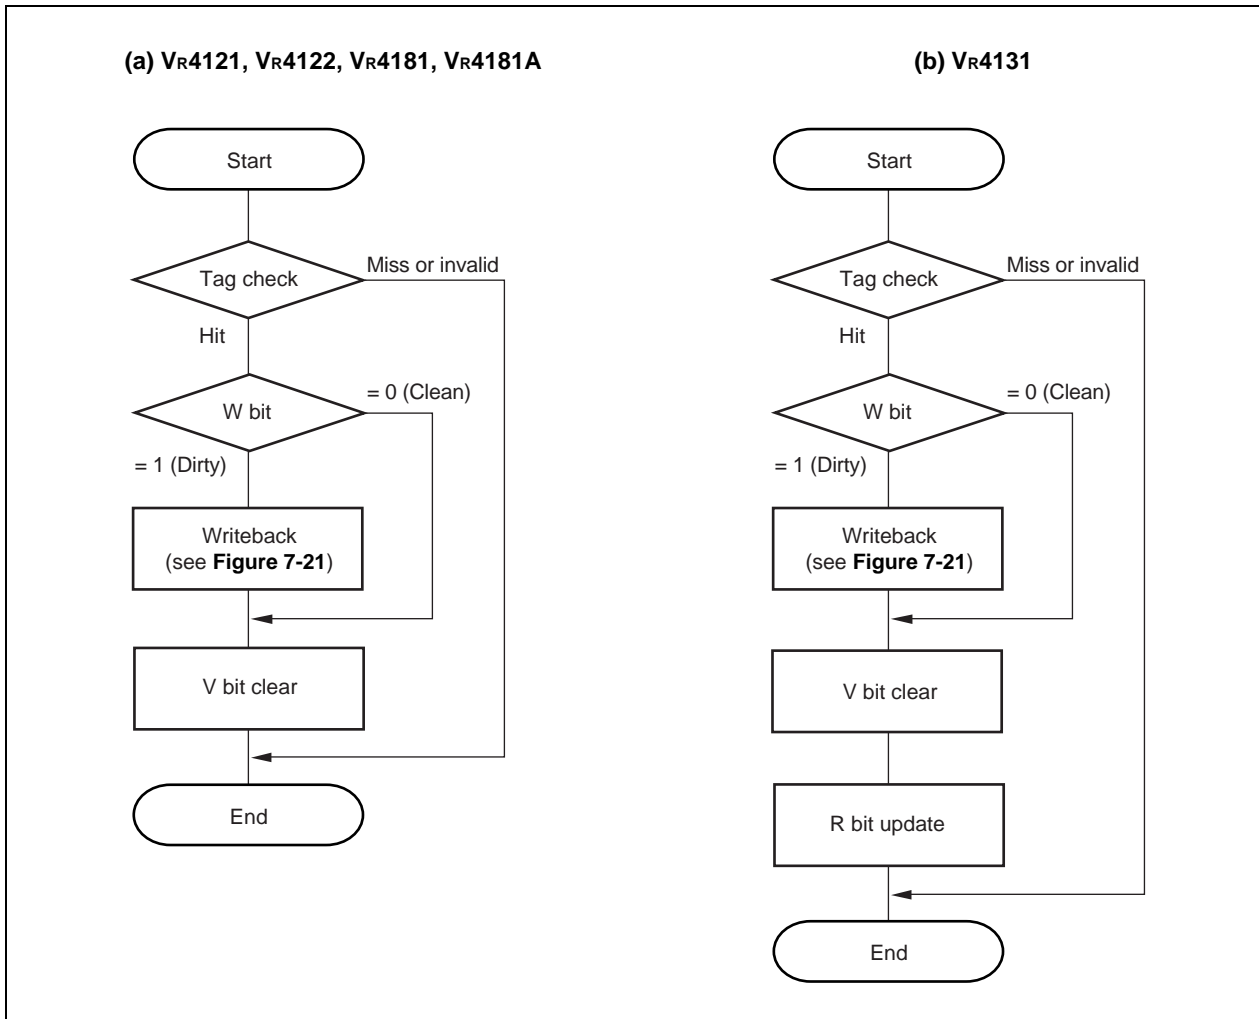 (a) VR4121, VR4122, VR4181, VR4181A
Start
Tag check
Miss or invalid
Hit
W bit
= 0 (Clean)
= 1 (Dirty)
Writeback
(see Figure 7-21)
V bit clear
End
(b) VR4131
Start
Tag check
Miss or invalid
Hit
W bit
= 0 (Clean)
= 1 (Dirty)
Writeback
(see Figure 7-21)
V bit clear
R bit update
End